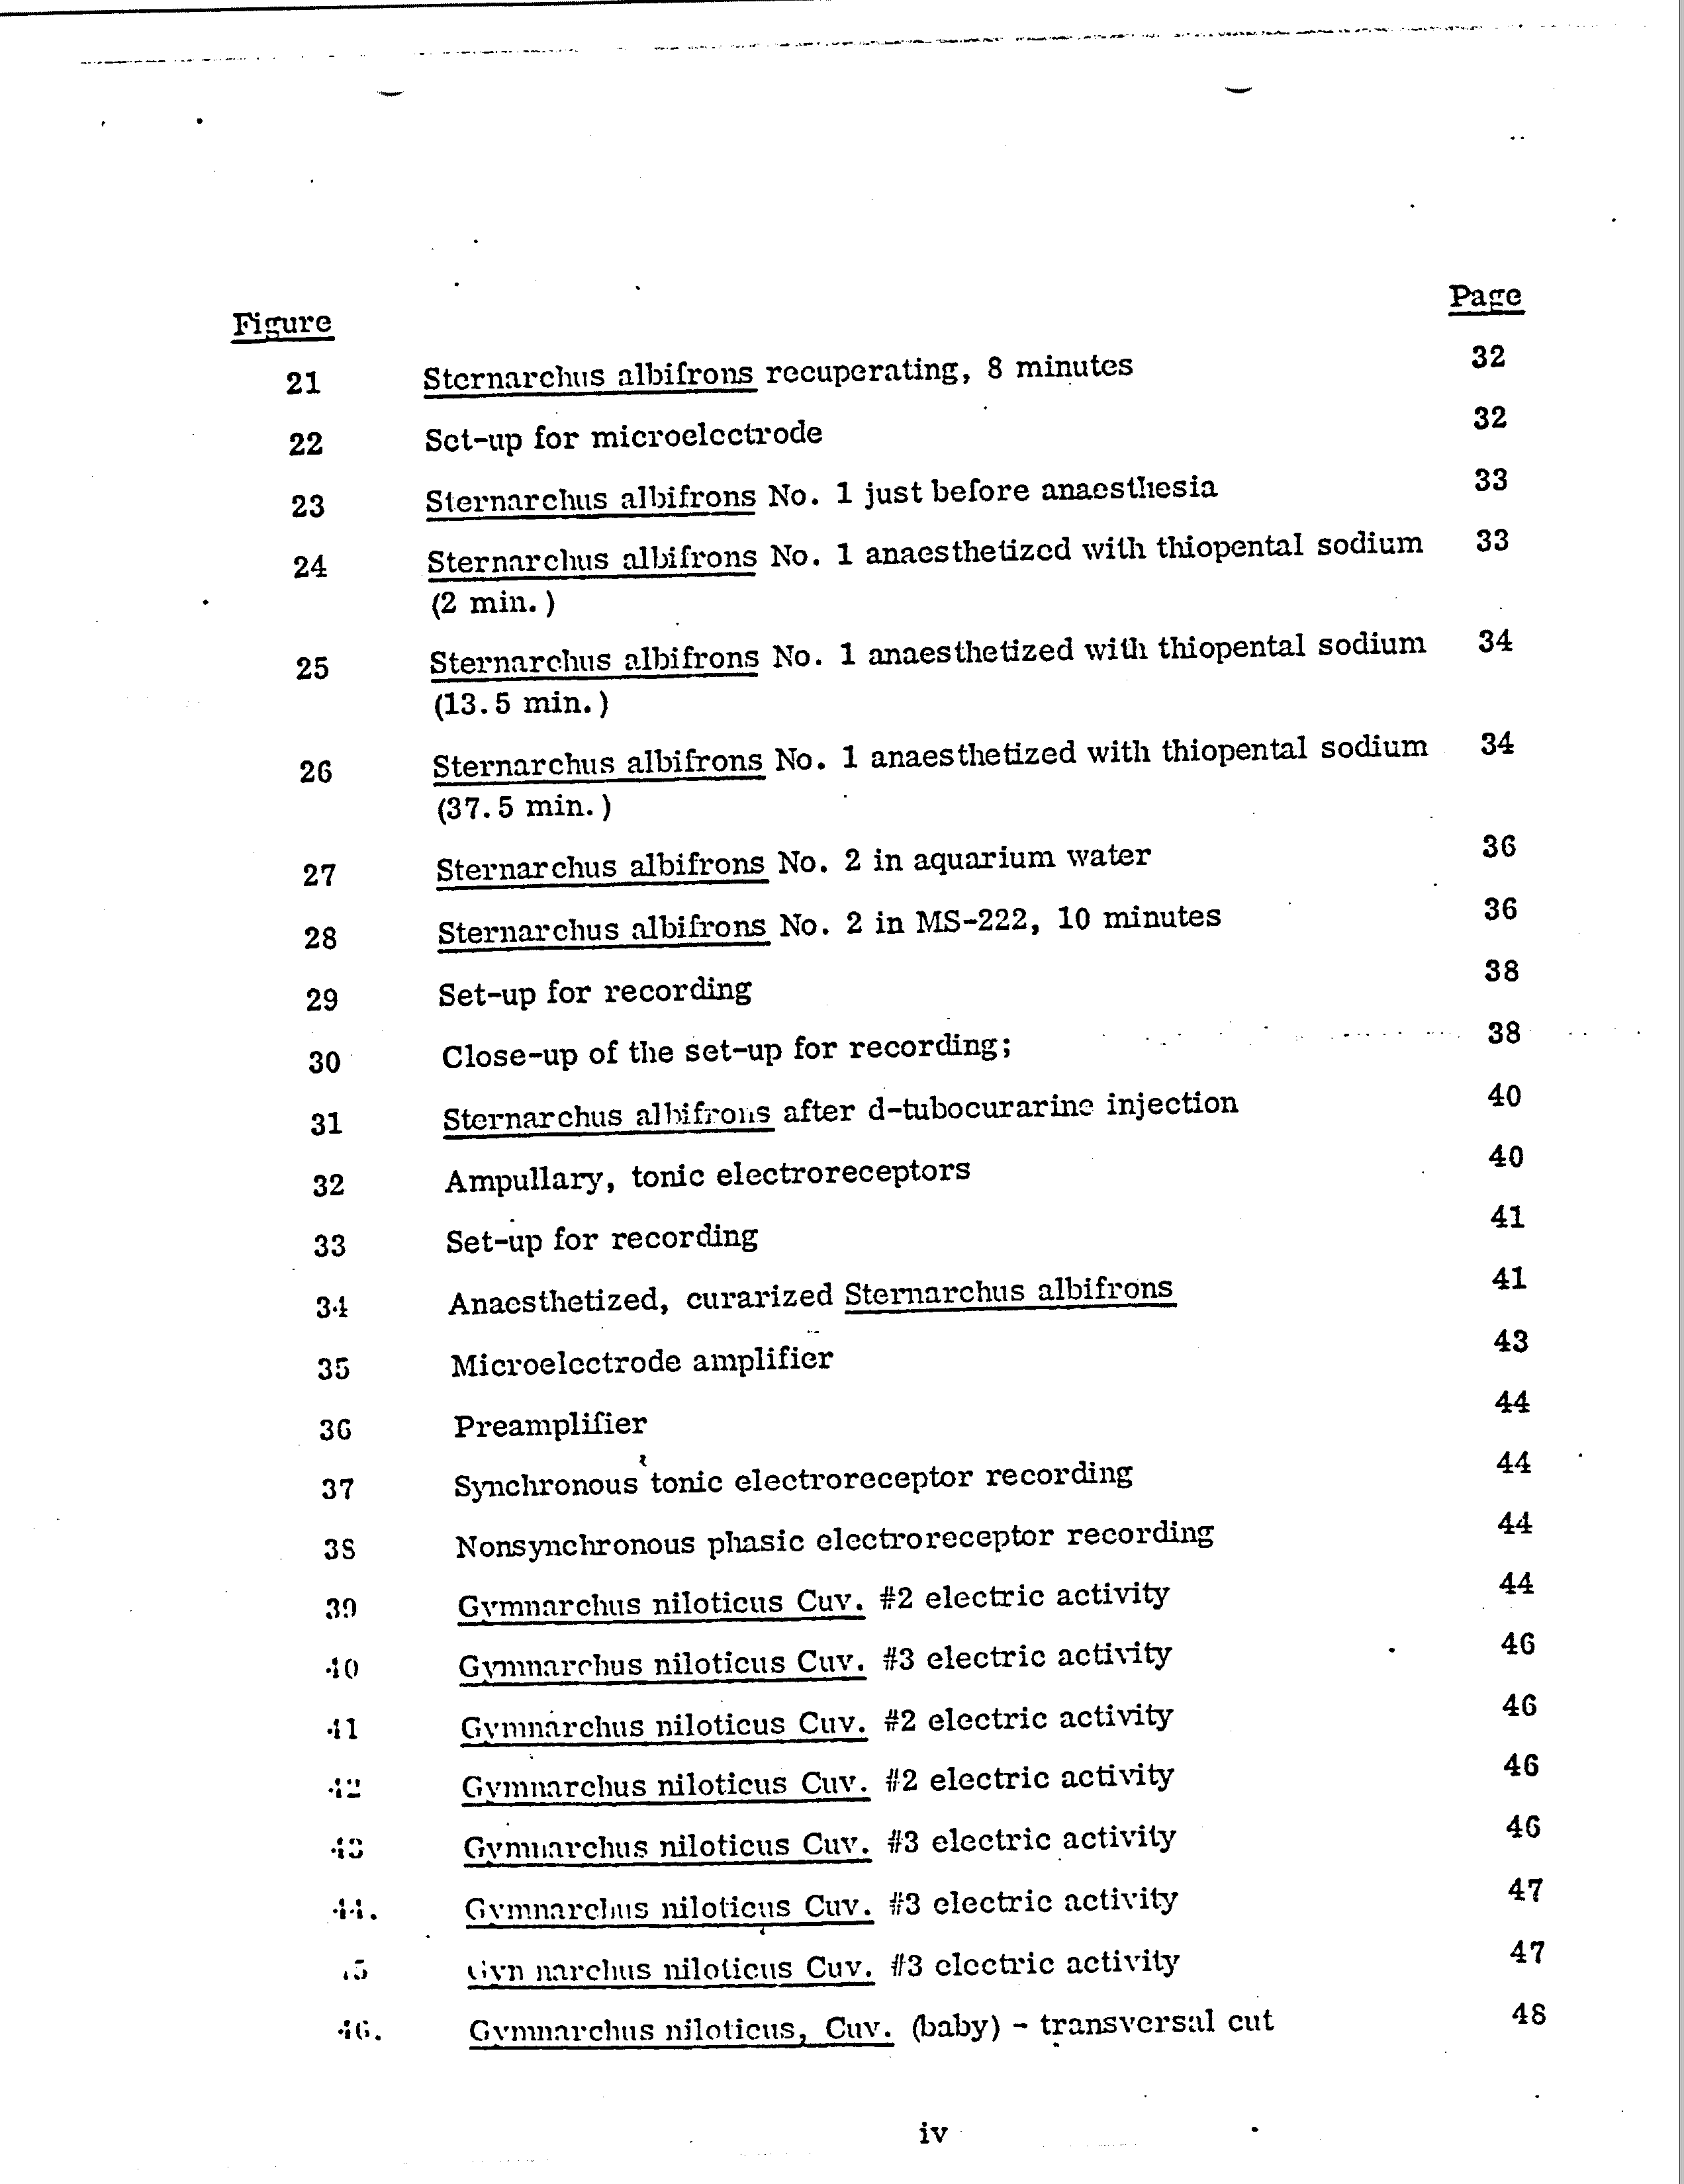 Figure Page
21 Sternarchus albifrons recuperating, 8 minutes 32
22 Set-up for microelectrode 32
23 Sternarchus albifrons No. 1 just before anaesthesia 33
24 Sternarchus albifrons No. 1 anaesthetized with thiopental sodium 33
(2 min.)
25 Sternarchus albifrons No. 1 anaesthetized with thiopental sodium 34
(13.5 min.)
26 Sternarchus albifrons No. 1 anaesthetized with thiopental sodium 34
(37.5 min.)
27 Sternarchus albifrons No. 2 in aquarium water 36
28 Sternarchus albifrons No. 2 in MS-222, 10 minutes 36
29 Set-up for recording 38
30 Close-up of the set-up for recording; 38
31 Sternarchus albifrons after d-tubocurarine injection 40
32 Ampullary, tonic electroreceptors 40
33 Set-up for recording 41
34 Anaesthetized, curarized Sternarchus albifrons 41
35 Microelectrode amplifier 43
36 Preamplifier 44
37 Synchronous tonic electroreceptor recording 44
38 Nonsynchronous phasic electroreceptor recording 44
39 Gymnarchus niloticus Cuv. #2 electric activity 44
40 Gymnarchus niloticus Cuv. #3 electric activity 46
41 Gymnarchus niloticus Cuv. #2 electric activity 46
42 Gymnarchus niloticus Cuv. #2 electric activity 46
43 Gymnarchus niloticus Cuv. #3 electric activity 46
44. Gymnarchus niloticus Cuv. #3 electric activity 47
45 Gymnarchus niloticus Cuv. #3 electric activity 47
46. Gymnarchus niloticus, Cuv. (baby) - transversal cut 48
iv